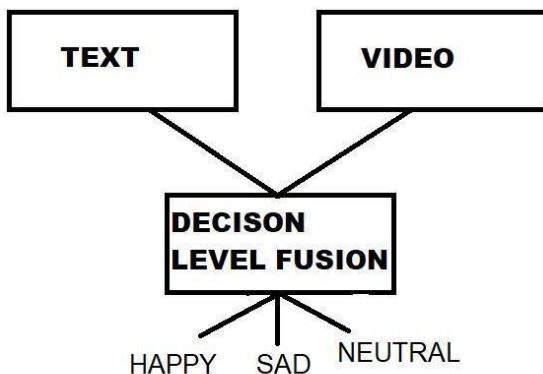 TEXT
VIDEO
DECISON
LEVEL FUSION
HAPPY
SAD
NEUTRAL